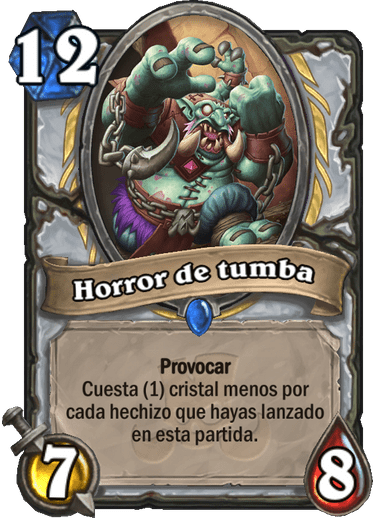 12
Horror de tumba
Provocar
Cuesta (1) cristal menos por
cada hechizo que hayas lanzado
en esta partida.
7
8